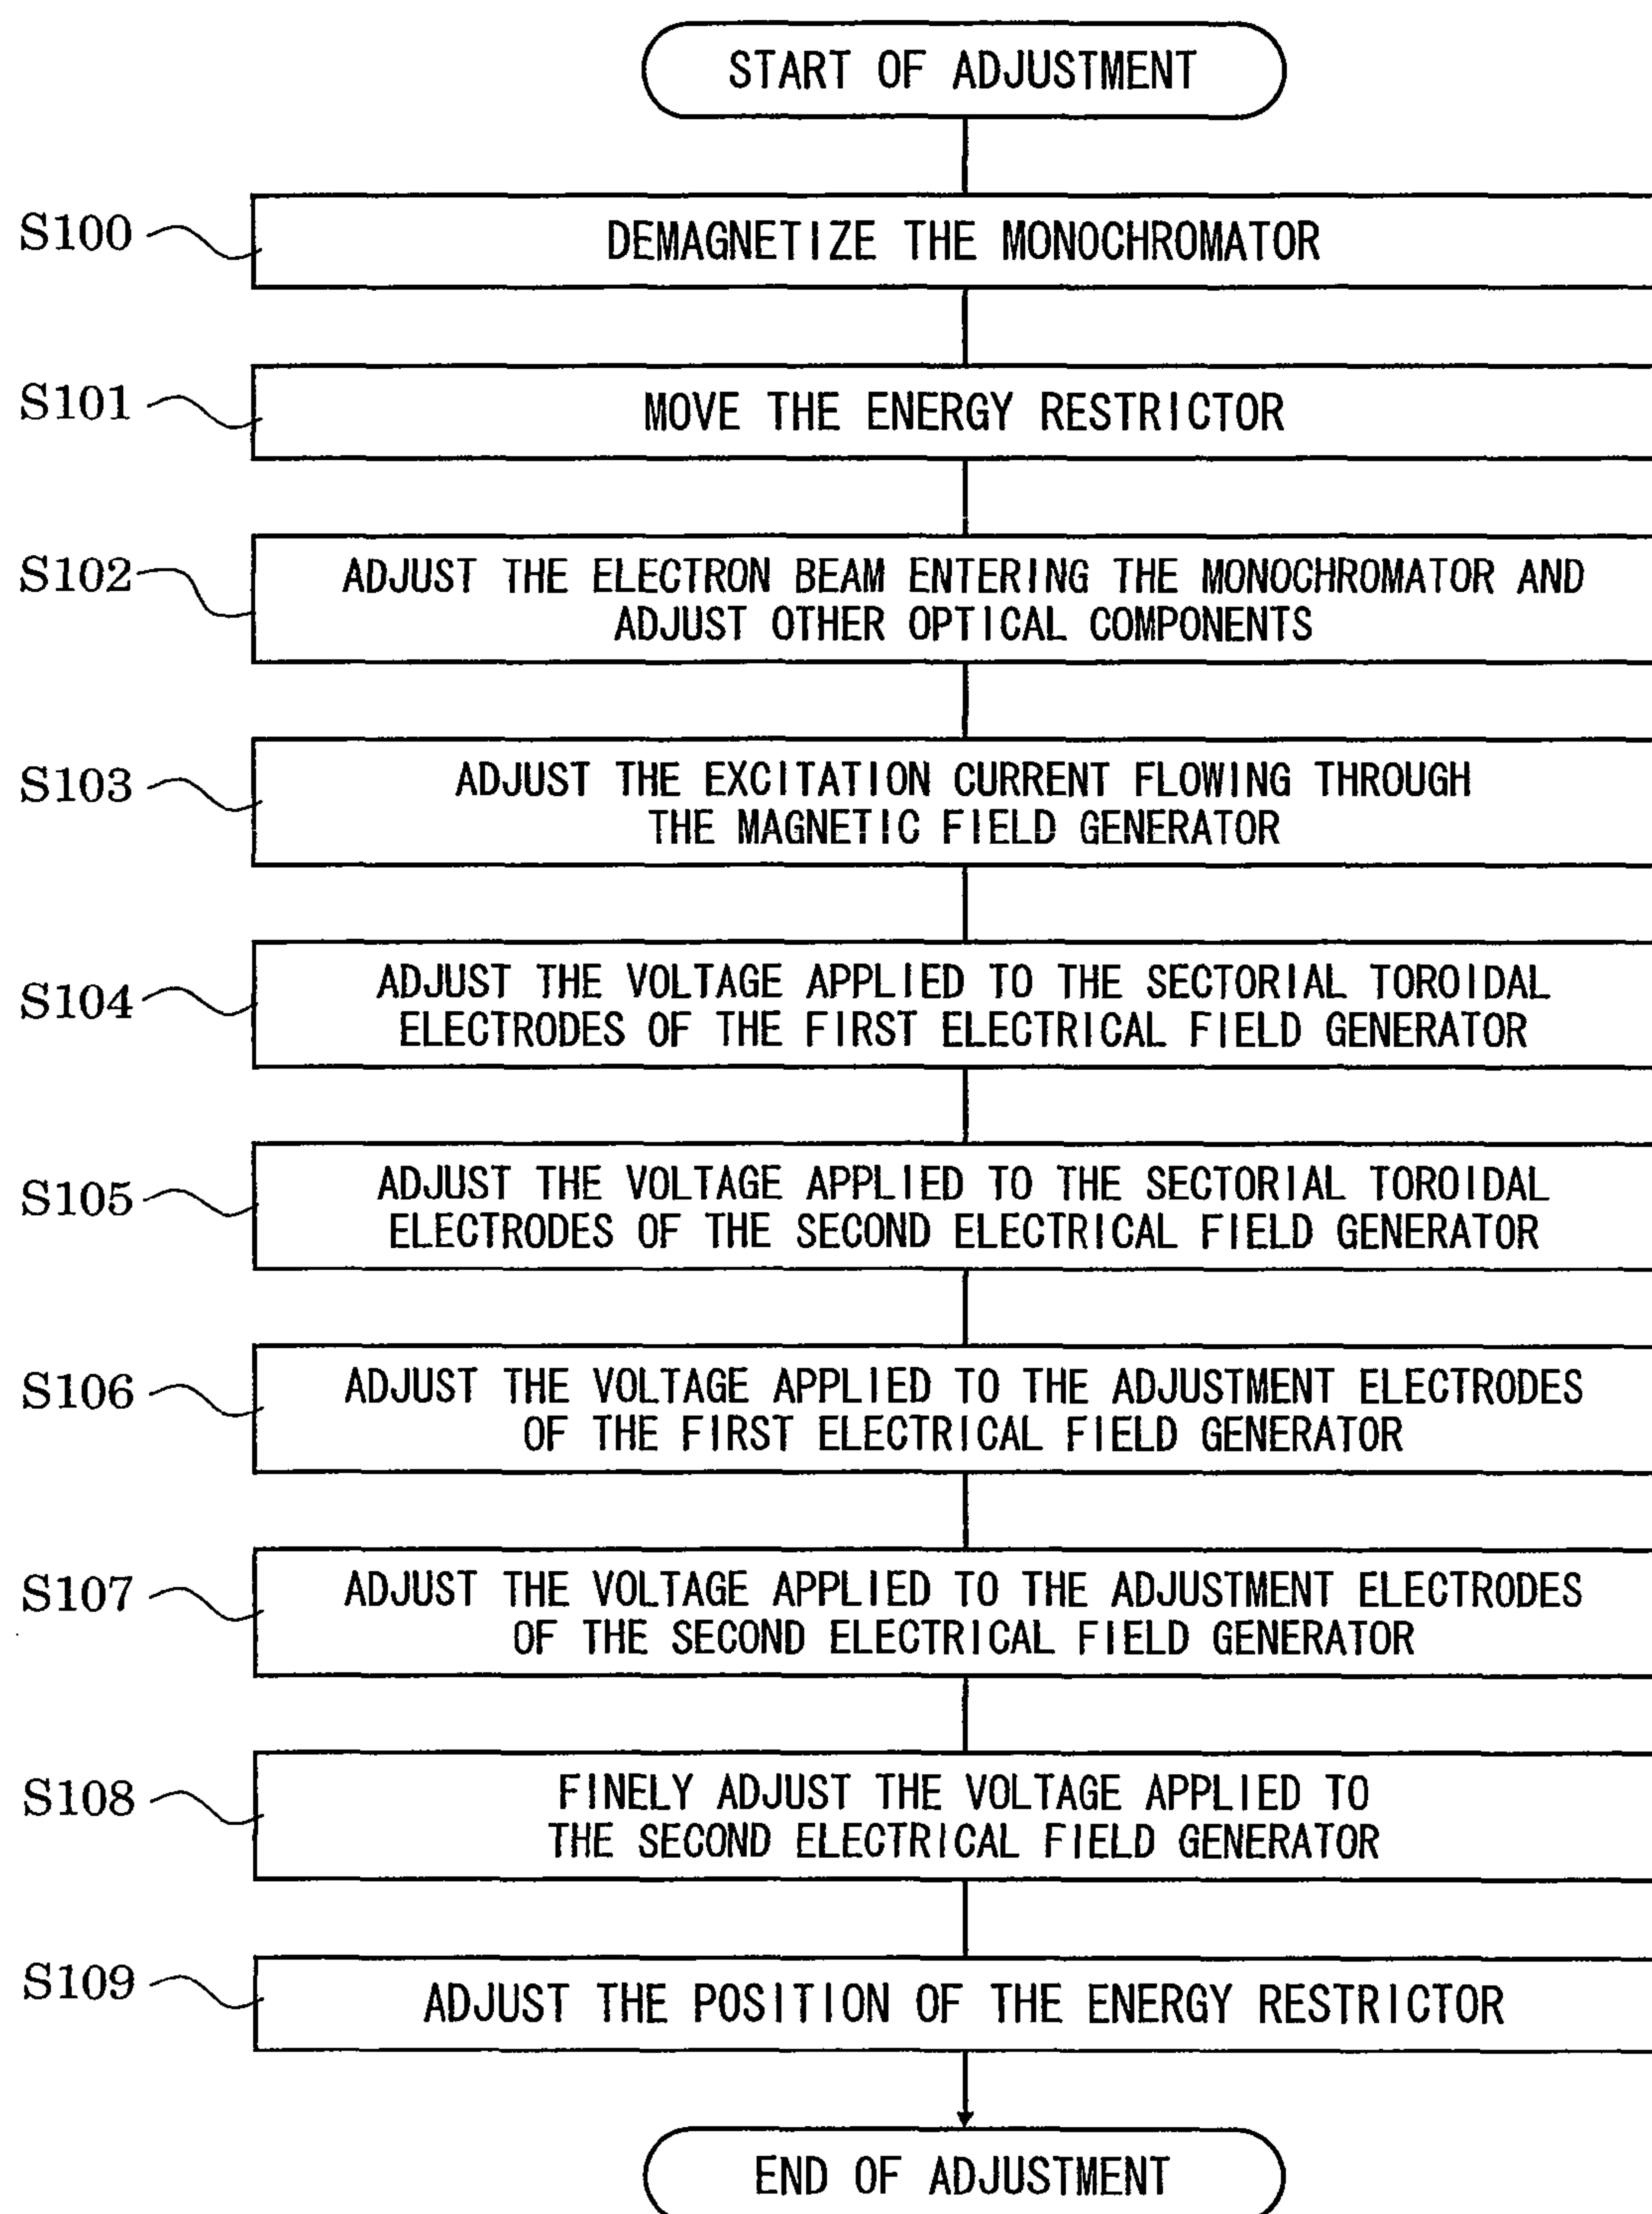 START OF ADJUSTMENT
S100
DEMAGNETIZE THE MONOCHROMATOR
S101
MOVE THE ENERGY RESTRICTOR
S102
ADJUST THE ELECTRON BEAM ENTERING THE MONOCHROMATOR AND
ADJUST OTHER OPTICAL COMPONENTS
S103
ADJUST THE EXCITATION CURRENT FLOWING THROUGH
THE MAGNETIC FIELD GENERATOR
S104
ADJUST THE VOLTAGE APPLIED TO THE SECTORIAL TOROIDAL
ELECTRODES OF THE FIRST ELECTRICAL FIELD GENERATOR
S105
ADJUST THE VOLTAGE APPLIED TO THE SECTORIAL TOROIDAL
ELECTRODES OF THE SECOND ELECTRICAL FIELD GENERATOR
S106
ADJUST THE VOLTAGE APPLIED TO THE ADJUSTMENT ELECTRODES
OF THE FIRST ELECTRICAL FIELD GENERATOR
S107
ADJUST THE VOLTAGE APPLIED TO THE ADJUSTMENT ELECTRODES
OF THE SECOND ELECTRICAL FIELD GENERATOR
S108
FINELY ADJUST THE VOLTAGE APPLIED TO
THE SECOND ELECTRICAL FIELD GENERATOR
S109
ADJUST THE POSITION OF THE ENERGY RESTRICTOR
END OF ADJUSTMENT